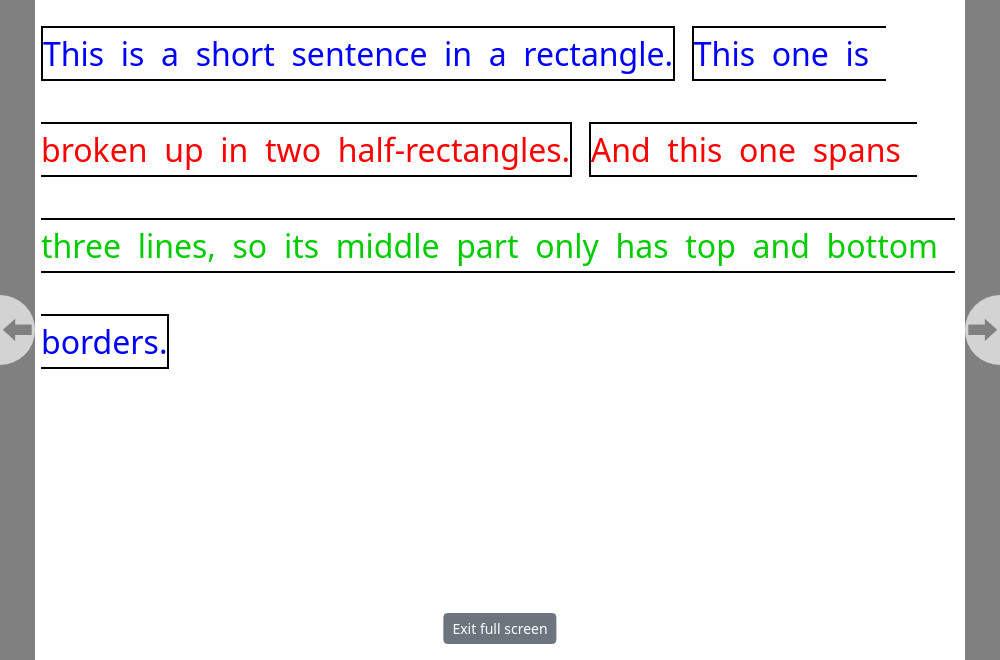 This is a short sentence in a rectangle. This one is
broken up in two half-rectangles. And this one spans
three lines, so its middle part only has top and bottom
borders.
Exit full screen